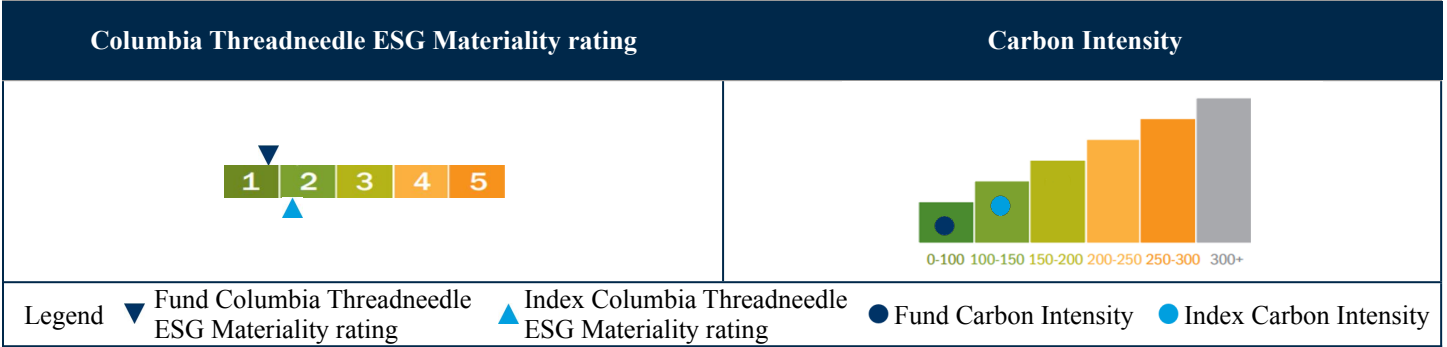 Columbia Threadneedle ESG Materiality rating
Carbon Intensity
1 2 3 4 5
0-100 100-150 150-200 200-250 250-300 300+
Legend
Fund Columbia Threadneedle
ESG Materiality rating
Index Columbia Threadneedle
ESG Materiality rating
Fund Carbon Intensity
Index Carbon Intensity